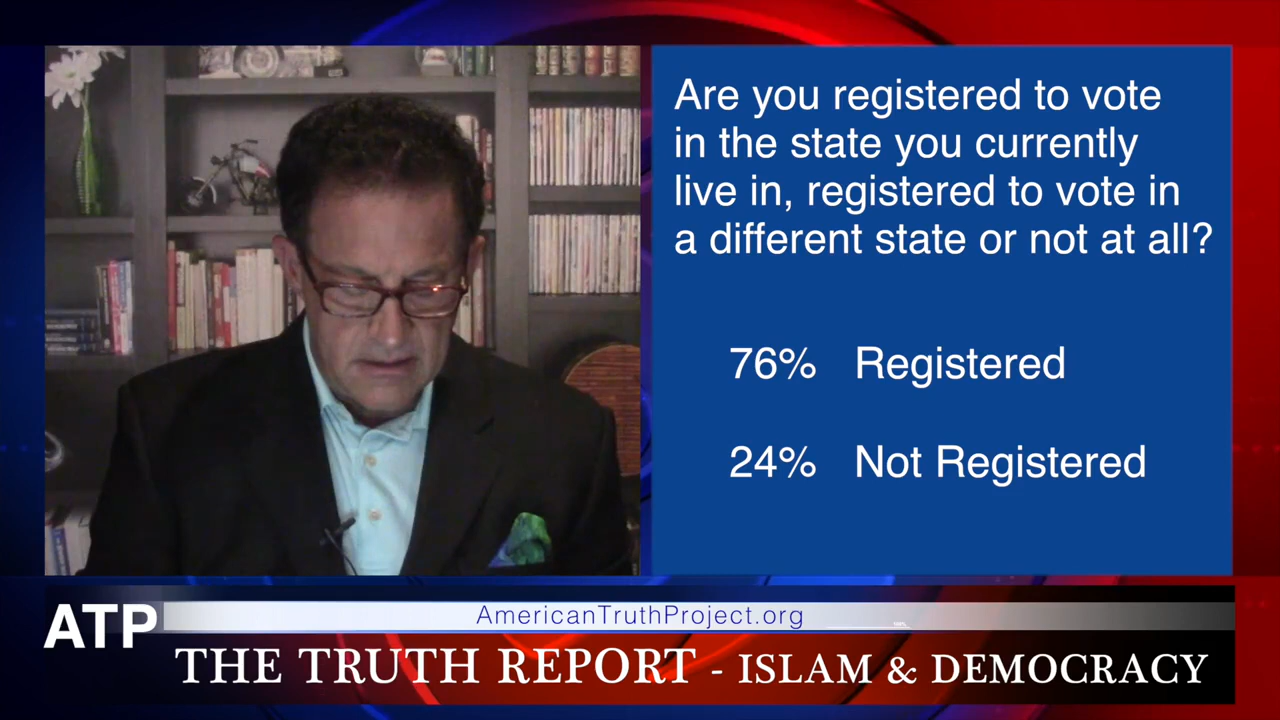 Are you registered to vote
in the state you currently
live in, registered to vote in
a different state or not at all?
76% Registered
24% Not Registered
ATP
AmericanTruthProject.org
THE TRUTH REPORT - ISLAM & DEMOCRACY